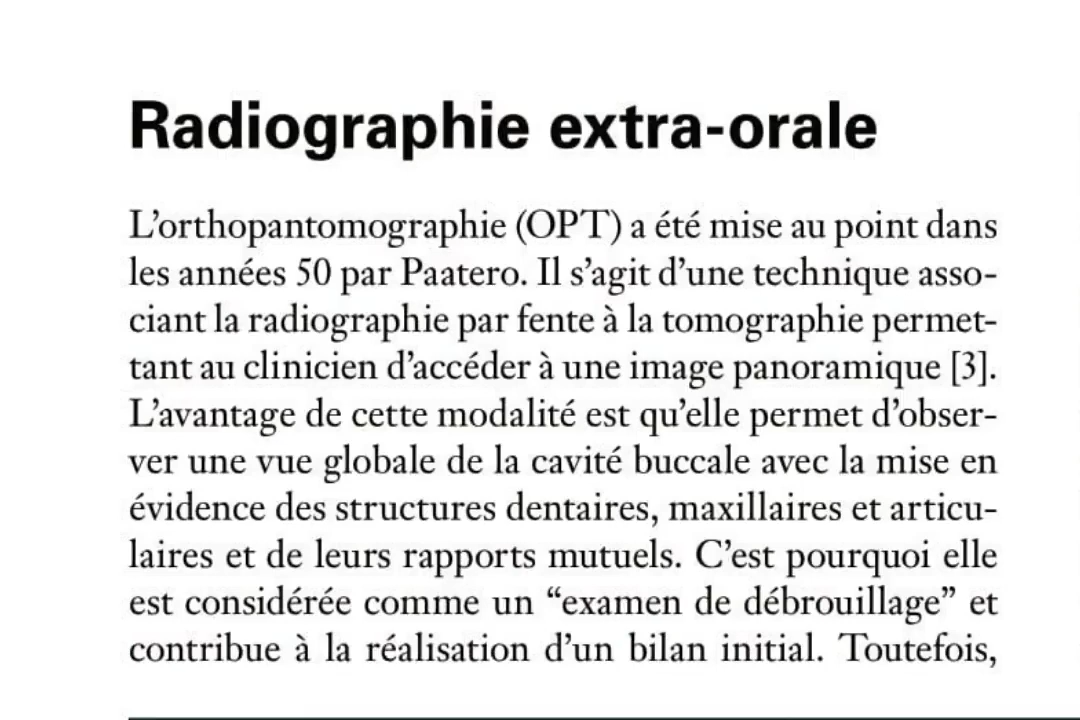 Radiographie extra-orale
L’orthopantomographie (OPT) a été mise au point dans
les années 50 par Paatero. Il s’agit d’une technique asso-
ciant la radiographie par fente à la tomographie permet-
tant au clinicien d’accéder à une image panoramique [3].
L’avantage de cette modalité est qu’elle permet d’obser-
ver une vue globale de la cavité buccale avec la mise en
évidence des structures dentaires, maxillaires et articu-
laires et de leurs rapports mutuels. C’est pourquoi elle
est considérée comme un “examen de débrouillage” et
contribue à la réalisation d’un bilan initial. Toutefois,